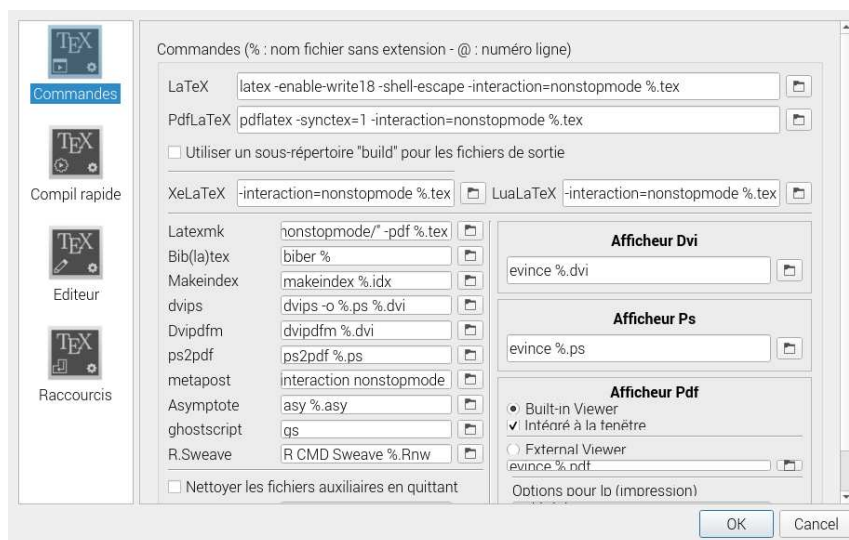 TEX
Commandes
TEX
Compil rapide
TEX
Editeur
TEX
Raccourcis
Commandes (% : nom fichier sans extension - @ : numéro ligne)
LaTeX latex -enable-write18 -shell-escape -interaction=nonstopmode %.tex
PdfLaTeX pdflatex -synctex=1 -interaction=nonstopmode %.tex
Utiliser un sous-répertoire "build" pour les fichiers de sortie
XeLaTeX -interaction=nonstopmode %.tex LuaLaTeX -interaction=nonstopmode %.tex
Latexmk nonstopmode/" -pdf %.tex
Bib(la)tex biber %
Makeindex makeindex %.idx
dvips dvips -o %.ps %.dvi
Dvipdfm dvipdfm %.dvi
ps2pdf ps2pdf %.ps
metapost interaction nonstopmode
Asymptote asy %.asy
ghostscript gs
R.Sweave R CMD Sweave %.Rnw
Nettoyer les fichiers auxiliaires en quittant
Afficheur Dvi
evince %.dvi
Afficheur Ps
evince %.ps
Afficheur Pdf
Built-in Viewer
Intégré à la fenêtre
External Viewer
evince %.pdf
Options pour lp (impression)
OK Cancel